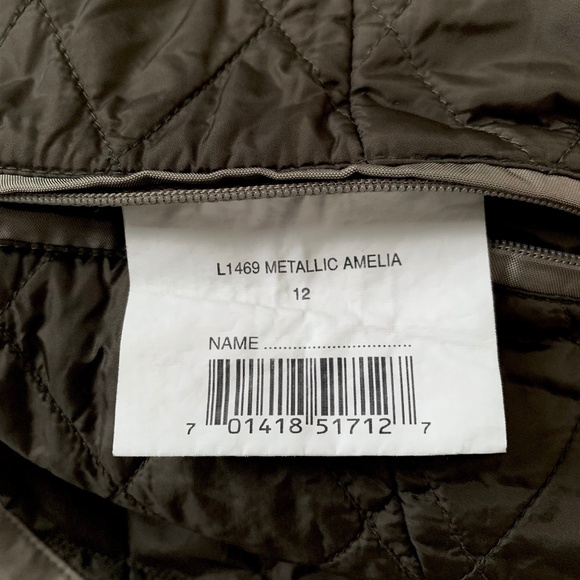 L1469 METALLIC AMELIA
12
NAME ..............................
7 01418 51712 7